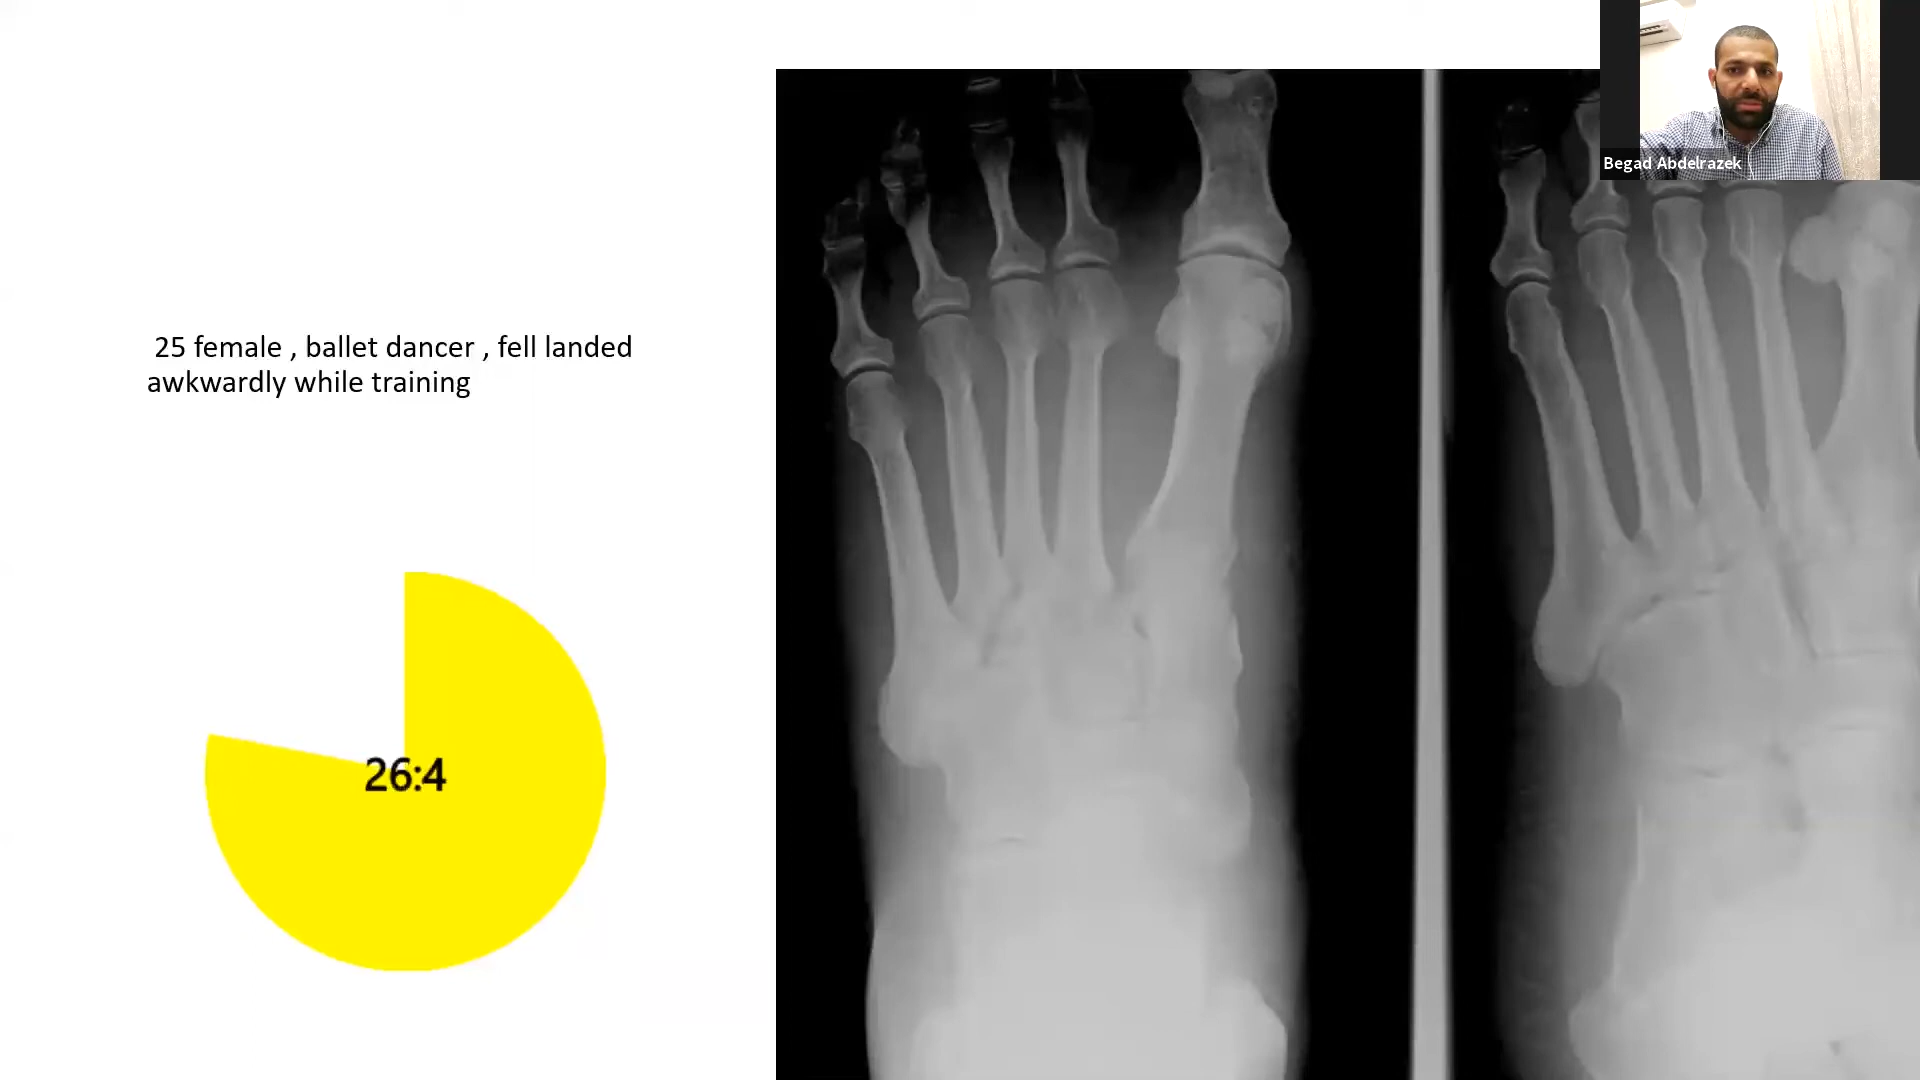 Begad Abdelrazek
25 female , ballet dancer , fell landed
awkwardly while training
26:4